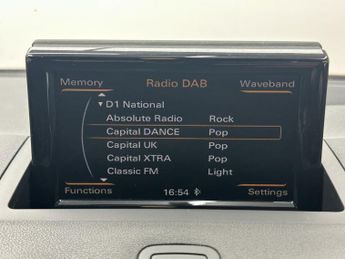 Memory Radio DAB Waveband
D1 National
Absolute Radio Rock
Capital DANCE Pop
Capital UK Pop
Capital XTRA Pop
Classic FM Light
Functions 16:54 Settings